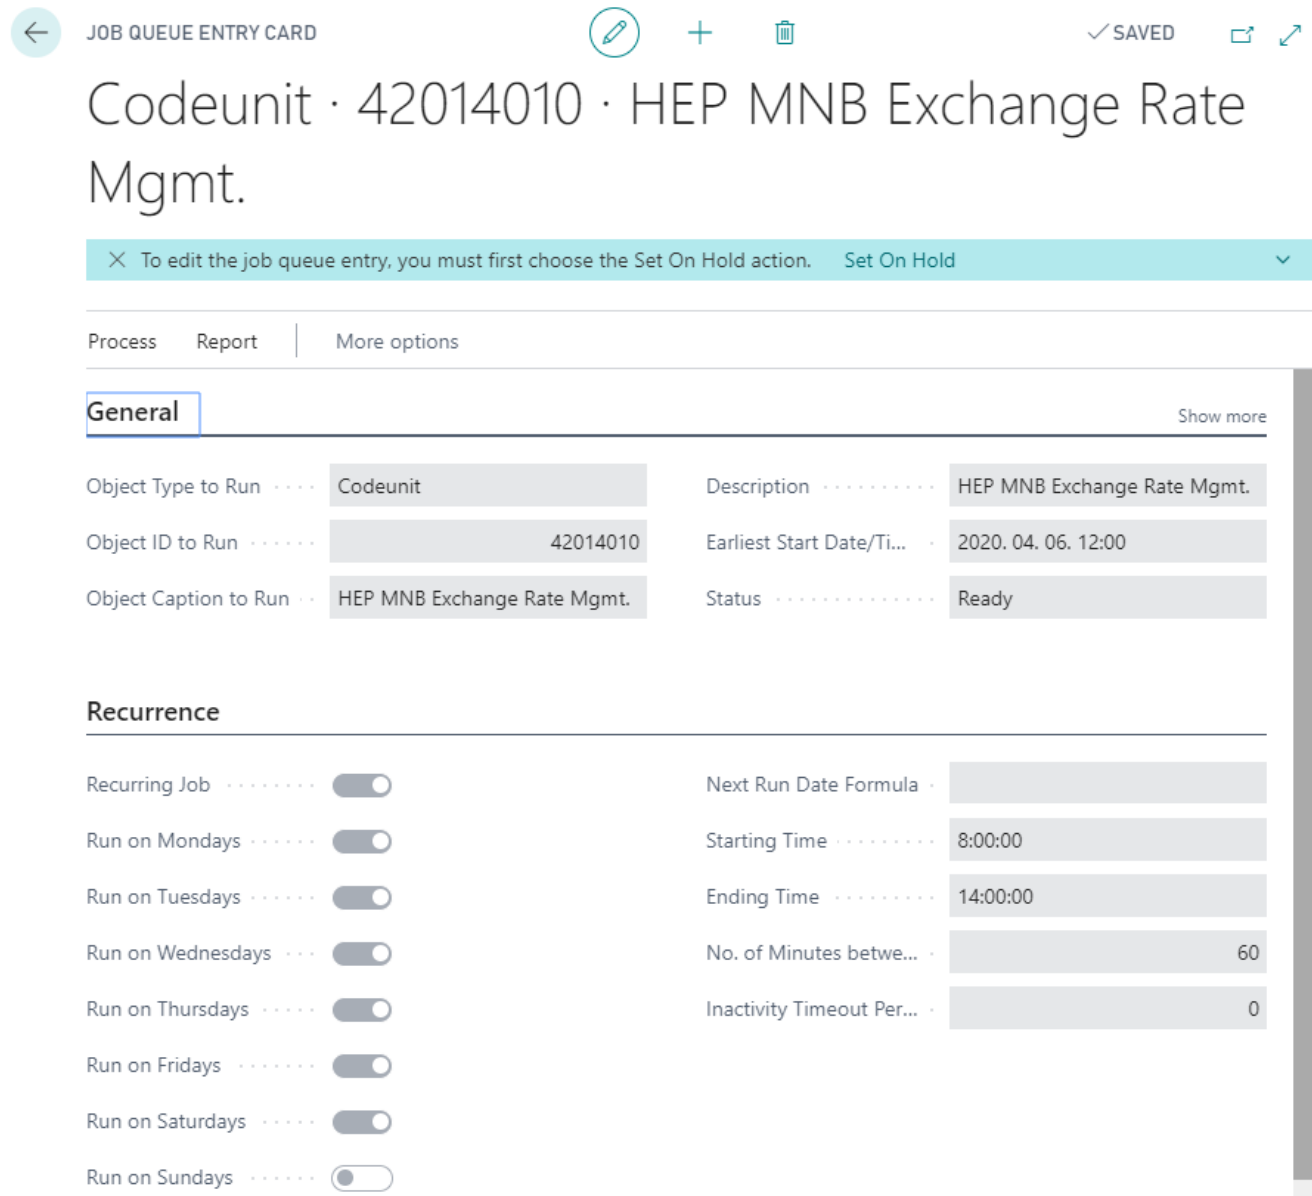 JOB QUEUE ENTRY CARD
SAVED
Codeunit · 42014010 · HEP MNB Exchange Rate
Mgmt.
To edit the job queue entry, you must first choose the Set On Hold action. Set On Hold
Process Report More options
General
Show more
Object Type to Run Codeunit
Object ID to Run 42014010
Object Caption to Run HEP MNB Exchange Rate Mgmt.
Description HEP MNB Exchange Rate Mgmt.
Earliest Start Date/Ti... 2020. 04. 06. 12:00
Status Ready
Recurrence
Recurring Job
Run on Mondays
Run on Tuesdays
Run on Wednesdays
Run on Thursdays
Run on Fridays
Run on Saturdays
Run on Sundays
Next Run Date Formula
Starting Time 8:00:00
Ending Time 14:00:00
No. of Minutes betwe... 60
Inactivity Timeout Per... 0